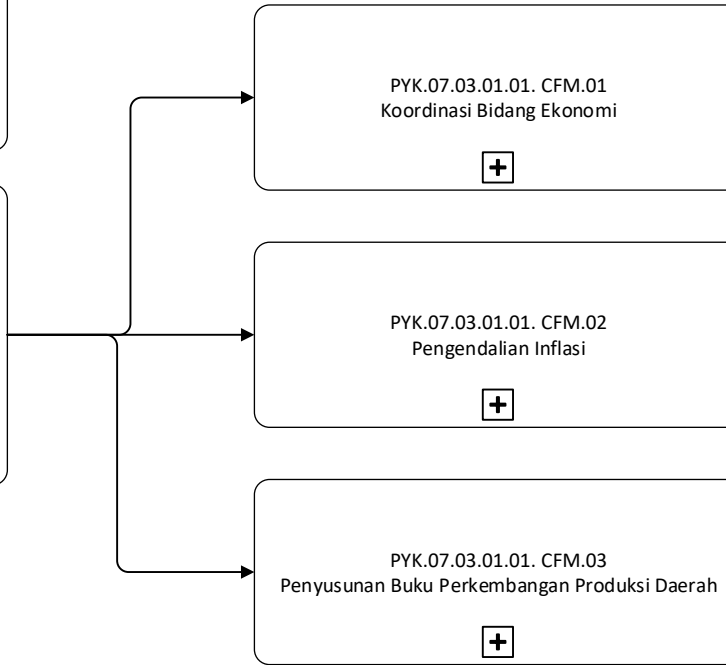 PYK.07.03.01.01. CFM.01
Koordinasi Bidang Ekonomi
PYK.07.03.01.01. CFM.02
Pengendalian Inflasi
PYK.07.03.01.01. CFM.03
Penyusunan Buku Perkembangan Produksi Daerah